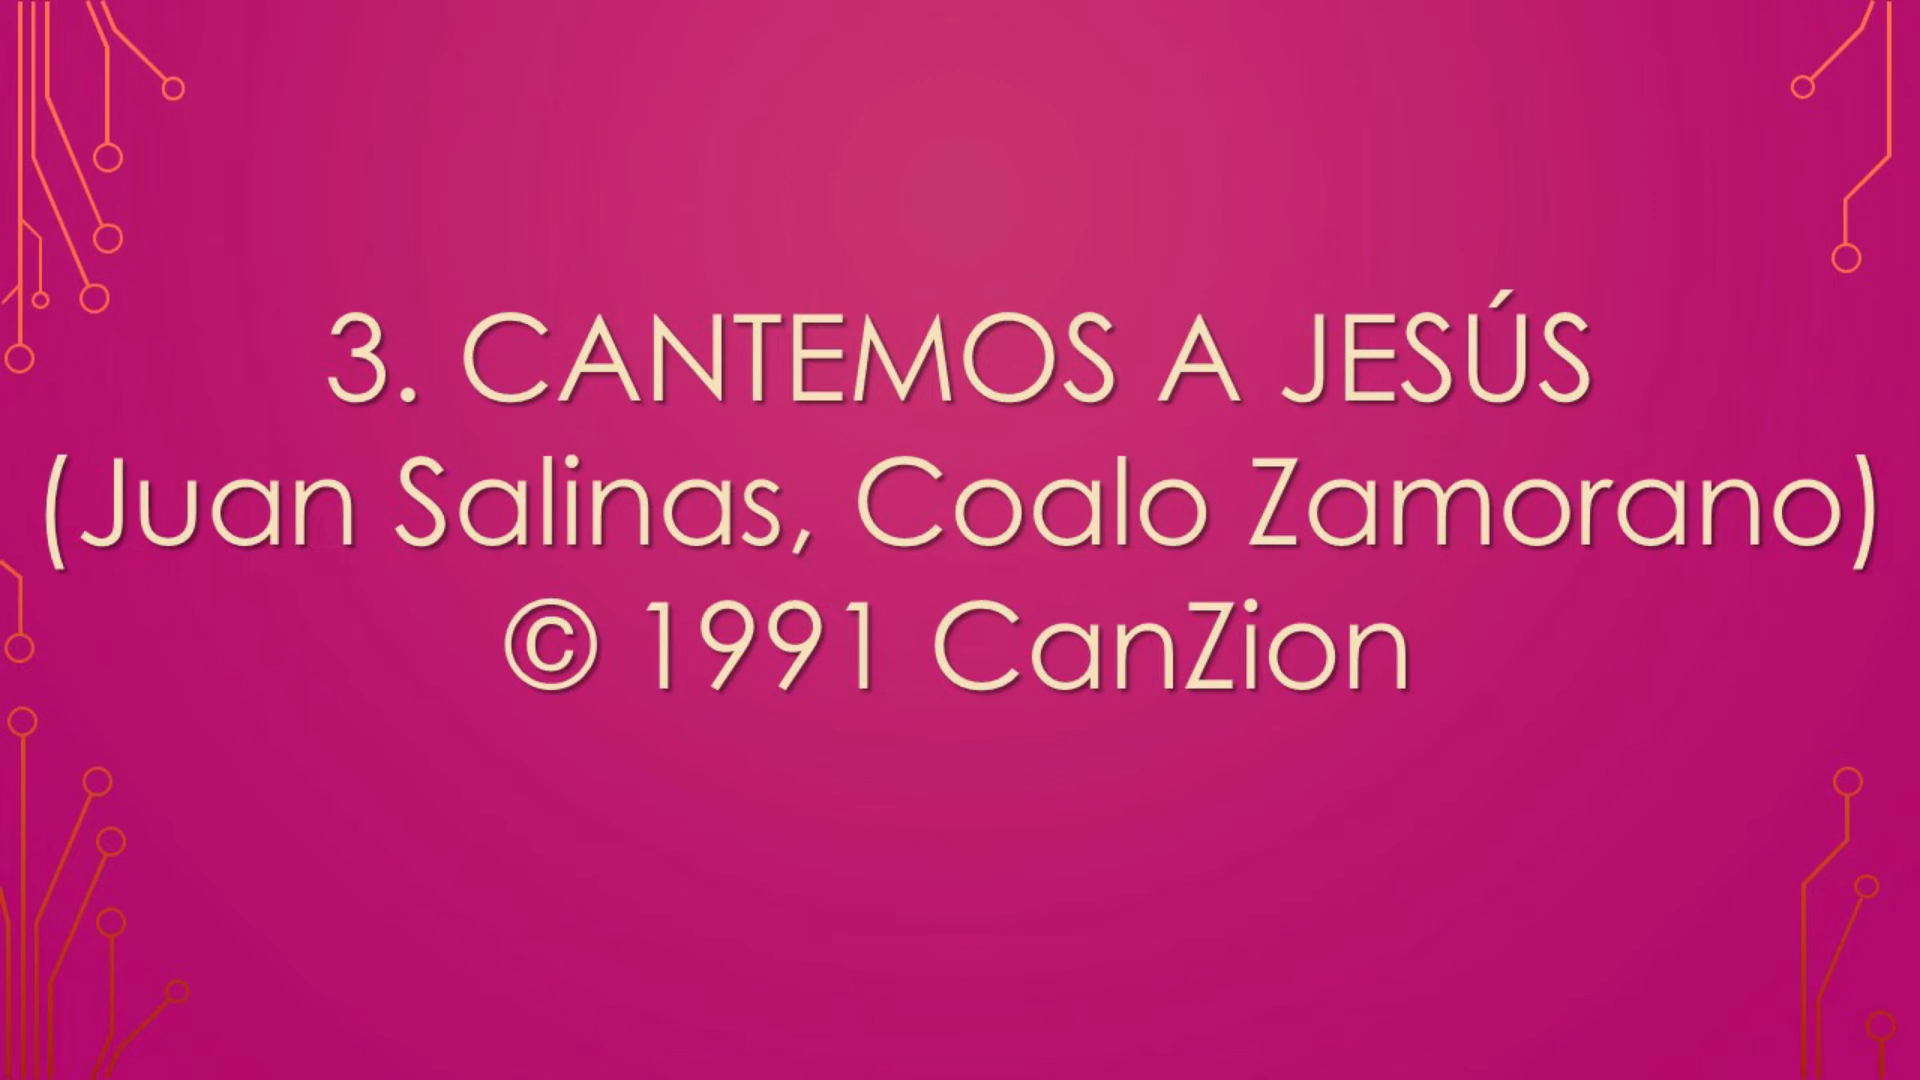 3. CANTEMOS A JESÚS
(Juan Salinas, Coalo Zamorano)
© 1991 CanZion